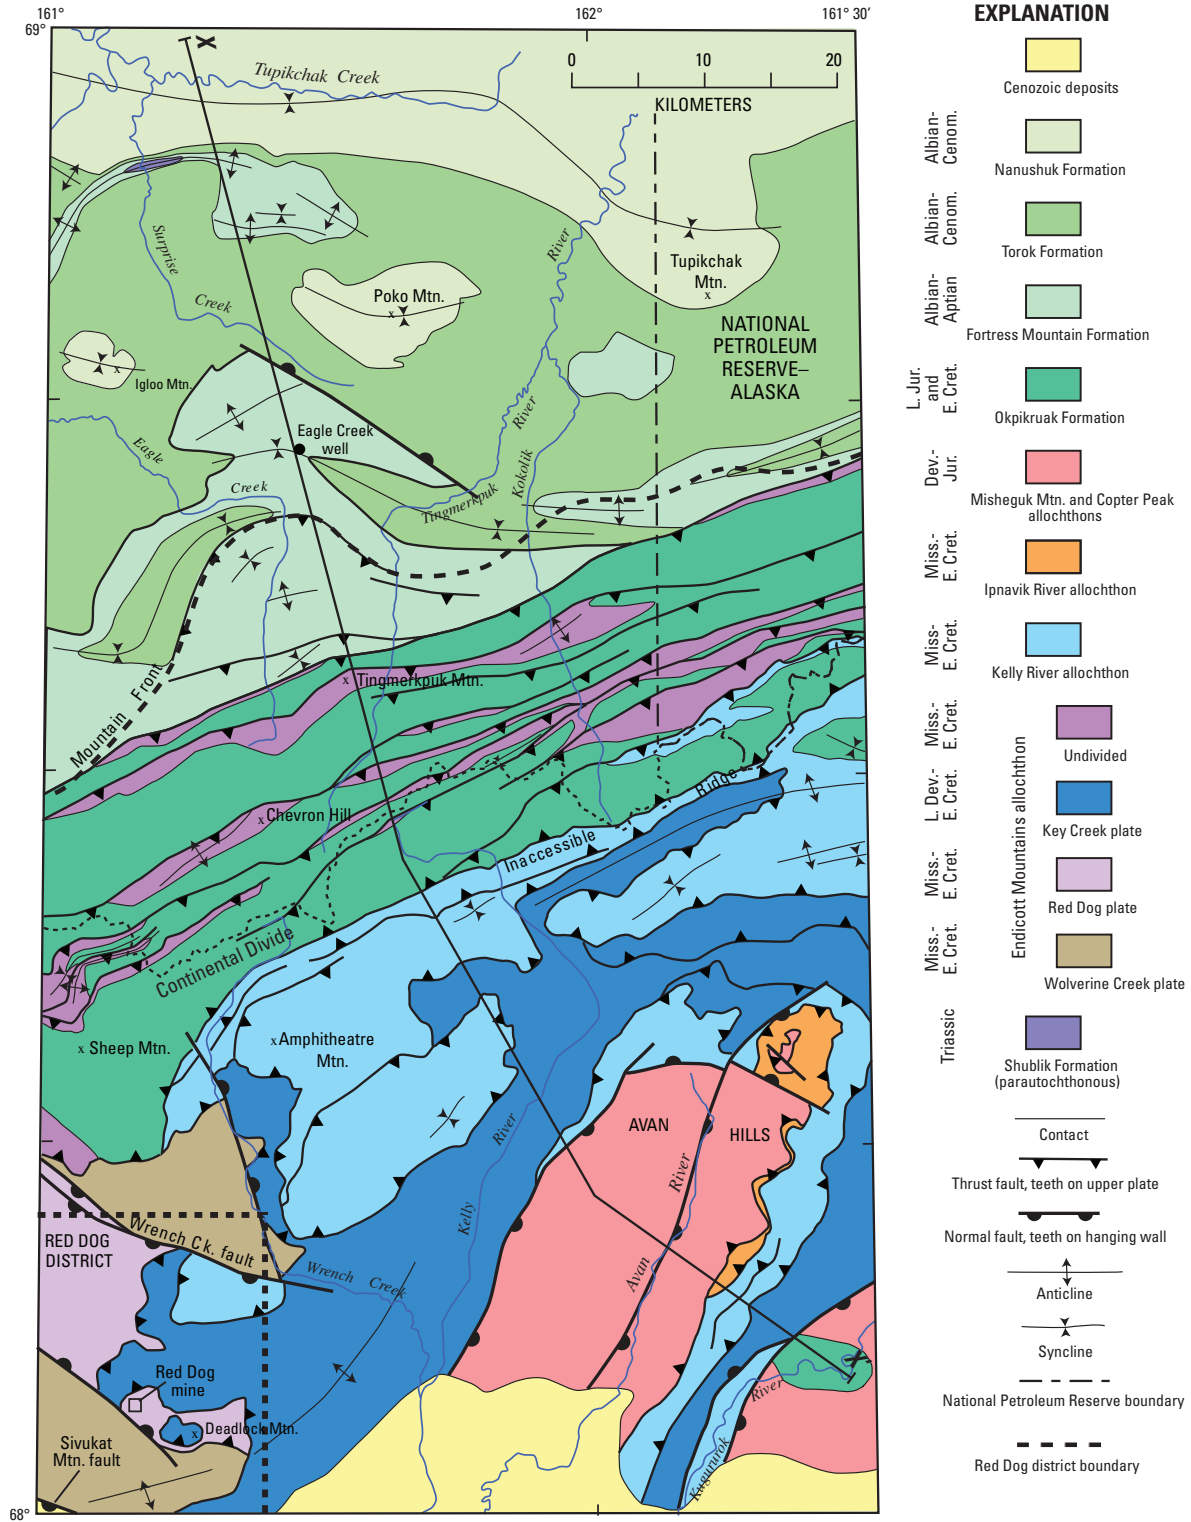 161°
162°
161° 30'
69°
X
Tupikchak Creek
0
10
20
KILOMETERS
Surprise
Creek
River
Tupikchak
Mtn.
x
Poko Mtn.
x
NATIONAL
PETROLEUM
RESERVE–
ALASKA
x
Igloo Mtn.
Eagle
Creek
Eagle Creek
well
River
Kokolik
Tingmerkpuk
Mountain Front
x Tingmerkpuk Mtn.
x Chevron Hill
Inaccessible
Ridge
Continental Divide
x Sheep Mtn.
x Amphitheatre
Mtn.
AVAN
HILLS
River
Kelly
River
Avan
RED DOG
DISTRICT
Wrench Ck. fault
Wrench Creek
X'
River
Kugururok
Red Dog
mine
x Deadlock Mtn.
Sivukat
Mtn. fault
68°
EXPLANATION
Cenozoic deposits
Albian-
Cenom.
Nanushuk Formation
Albian-
Cenom.
Torok Formation
Albian-
Aptian
Fortress Mountain Formation
L. Jur.
and
E. Cret.
Okpikruak Formation
Dev.-
Jur.
Misheguk Mtn. and Copter Peak
allochthons
Miss.-
E. Cret.
Ipnavik River allochthon
Miss-
E. Cret.
Kelly River allochthon
Endicott Mountains allochthon
Miss.-
E. Cret.
Undivided
L. Dev.-
E. Cret.
Key Creek plate
Miss.-
E. Cret.
Red Dog plate
Miss.-
E. Cret.
Wolverine Creek plate
Triassic
Shublik Formation
(parautochthonous)
Contact
Thrust fault, teeth on upper plate
Normal fault, teeth on hanging wall
Anticline
Syncline
National Petroleum Reserve boundary
Red Dog district boundary